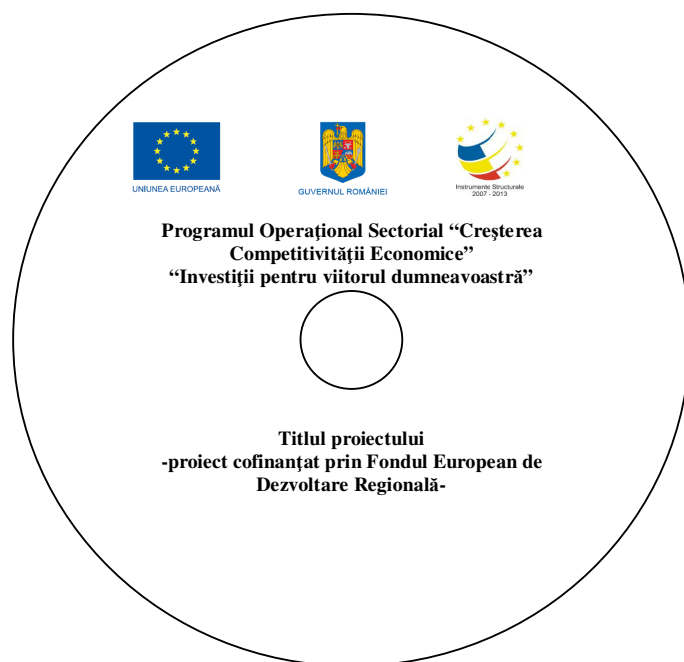 UNIUNEA EUROPEANĂ
GUVERNUL ROMÂNIEI
Instrumente Structurale
2007 - 2013
Programul Operaţional Sectorial “Creşterea
Competitivităţii Economice”
“Investiţii pentru viitorul dumneavoastră”
Titlul proiectului
-proiect cofinanţat prin Fondul European de
Dezvoltare Regională-